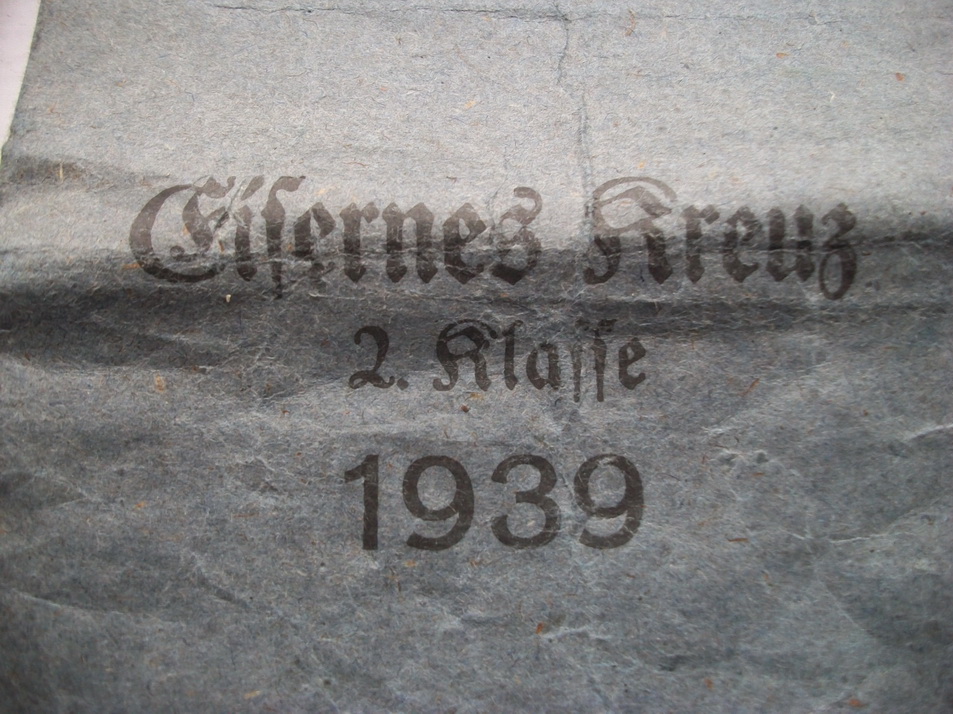 Eiſernes Kreuz
2. Klaſſe
1939